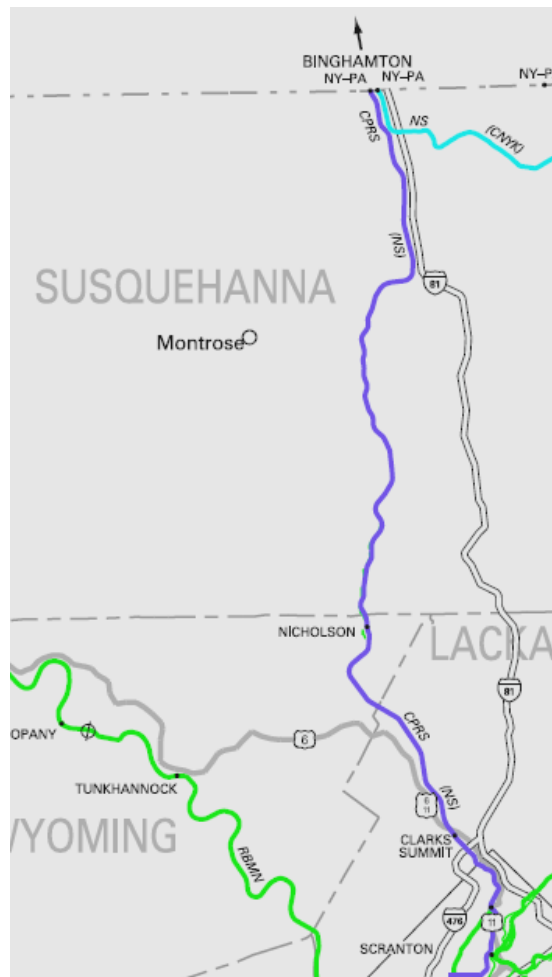 BINGHAMTON
NY–PA
NY–PA
NY–P
CPRS
NS
(CNYK)
(NS)
81
SUSQUEHANNA
Montrose
NICHOLSON
LACKA
81
CPRS
OPANY
6
(NS)
TUNKHANNOCK
6
11
WYOMING
CLARKS
SUMMIT
RBMN
476
11
SCRANTON